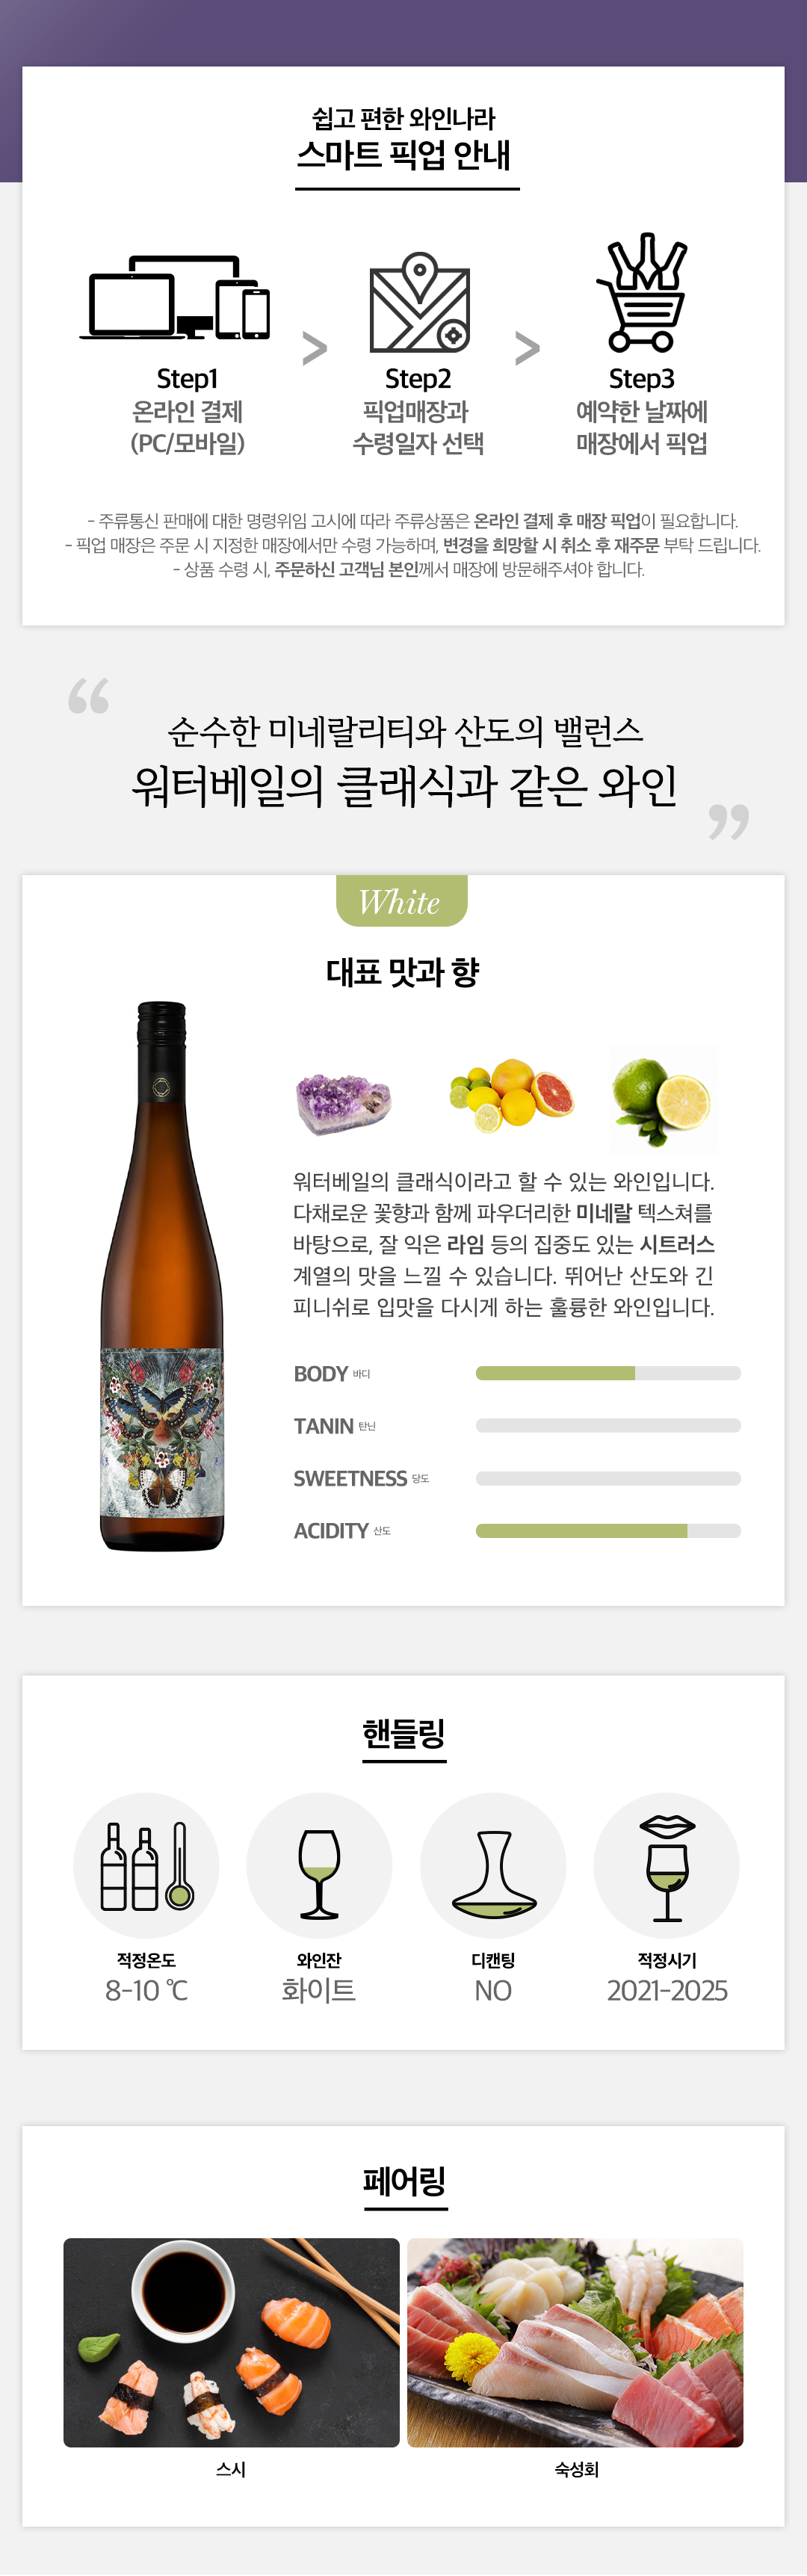 쉽고 편한 와인나라
스마트 픽업 안내
Step1
온라인 결제
(PC/모바일)
>
Step2
픽업매장과
수령일자 선택
>
Step3
예약한 날짜에
매장에서 픽업
- 주류통신 판매에 대한 명령위임 고시에 따라 주류상품은 온라인 결제 후 매장 픽업이 필요합니다.
- 픽업 매장은 주문 시 지정한 매장에서만 수령 가능하며, 변경을 희망할 시 취소 후 재주문 부탁 드립니다.
- 상품 수령 시, 주문하신 고객님 본인께서 매장에 방문해주셔야 합니다.
“
순수한 미네랄리티와 산도의 밸런스
워터베일의 클래식과 같은 와인
”
White
대표 맛과 향
워터베일의 클래식이라고 할 수 있는 와인입니다.
다채로운 꽃향과 함께 파우더리한 미네랄 텍스쳐를
바탕으로, 잘 익은 라임 등의 집중도 있는 시트러스
계열의 맛을 느낄 수 있습니다. 뛰어난 산도와 긴
피니쉬로 입맛을 다시게 하는 훌륭한 와인입니다.
BODY 바디
TANIN 탄닌
SWEETNESS 당도
ACIDITY 산도
핸들링
적정온도
8-10 ℃
와인잔
화이트
디캔팅
NO
적정시기
2021-2025
페어링
스시
숙성회